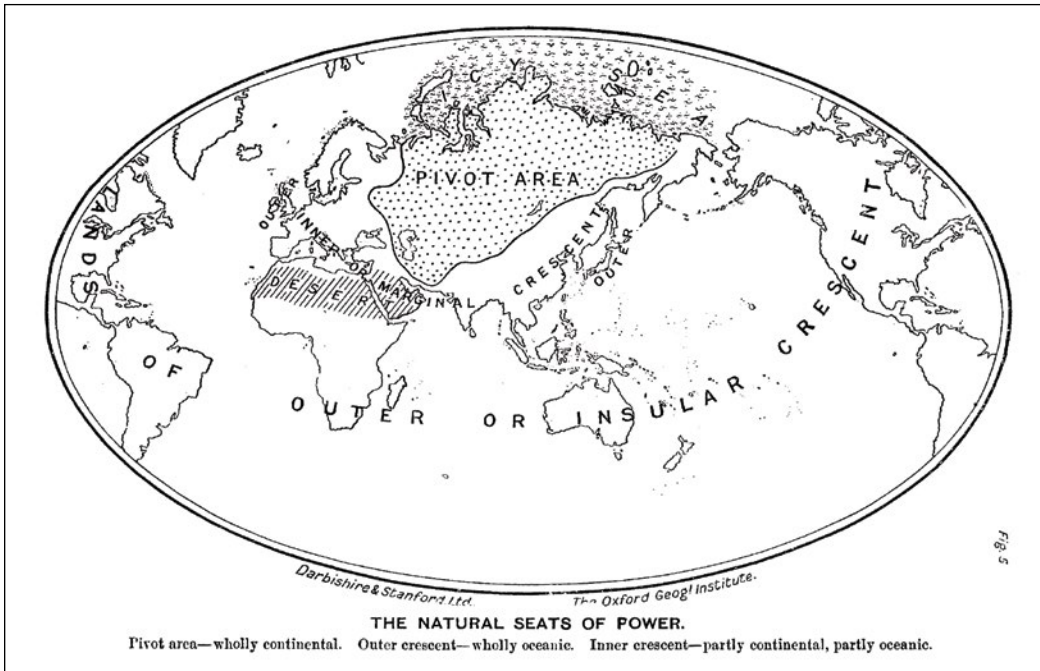 ICY SEA
PIVOT AREA
LANDS OF OUTER OR INSULAR CRESCENT
OUTER
INNER OR MARGINAL CRESCENT
OUTER
DESERT
Fig. 5
Darbishire & Stanford. Ltd.
The Oxford Geogl Institute.
THE NATURAL SEATS OF POWER.
Pivot area—wholly continental. Outer crescent—wholly oceanic. Inner crescent—partly continental, partly oceanic.